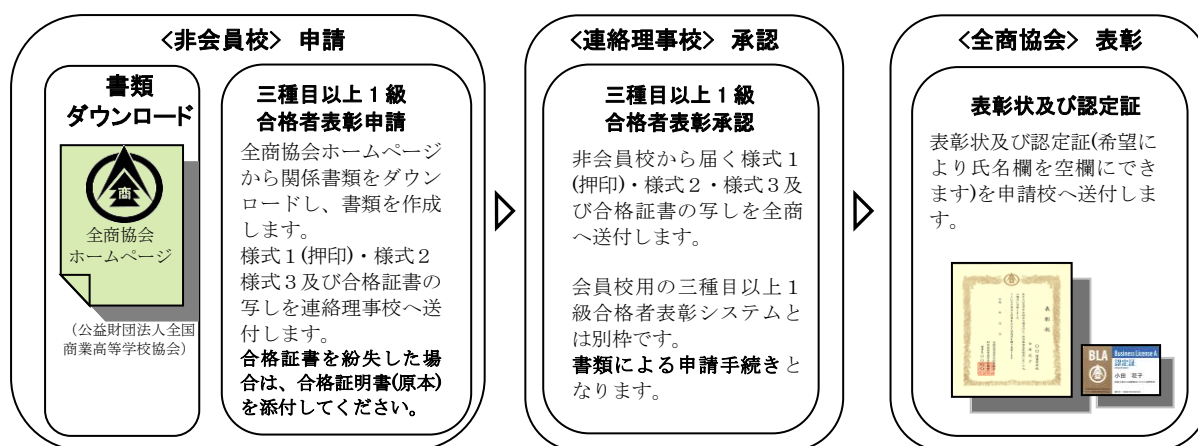 <非会員校> 申請
書類
ダウンロード
商
全商協会
ホームページ
(公益財団法人全国
商業高等学校協会)
三種目以上1級
合格者表彰申請
全商協会ホームページ
から関係書類をダウン
ロードし、書類を作成
します。
様式1(押印)・様式2
様式3及び合格証書の
写しを連絡理事校へ送
付します。
合格証書を紛失した場
合は、合格証明書(原本)
を添付してください。
<連絡理事校> 承認
三種目以上1級
合格者表彰承認
非会員校から届く様式1
(押印)・様式2・様式3及
び合格証書の写しを全商
へ送付します。
会員校用の三種目以上1
級合格者表彰システムと
は別枠です。
書類による申請手続きと
なります。
<全商協会> 表彰
表彰状及び認定証
表彰状及び認定証(希望に
より氏名欄を空欄にでき
ます)を申請校へ送付しま
す。
表彰状
BLA
Business License A
認定証
小田 花子